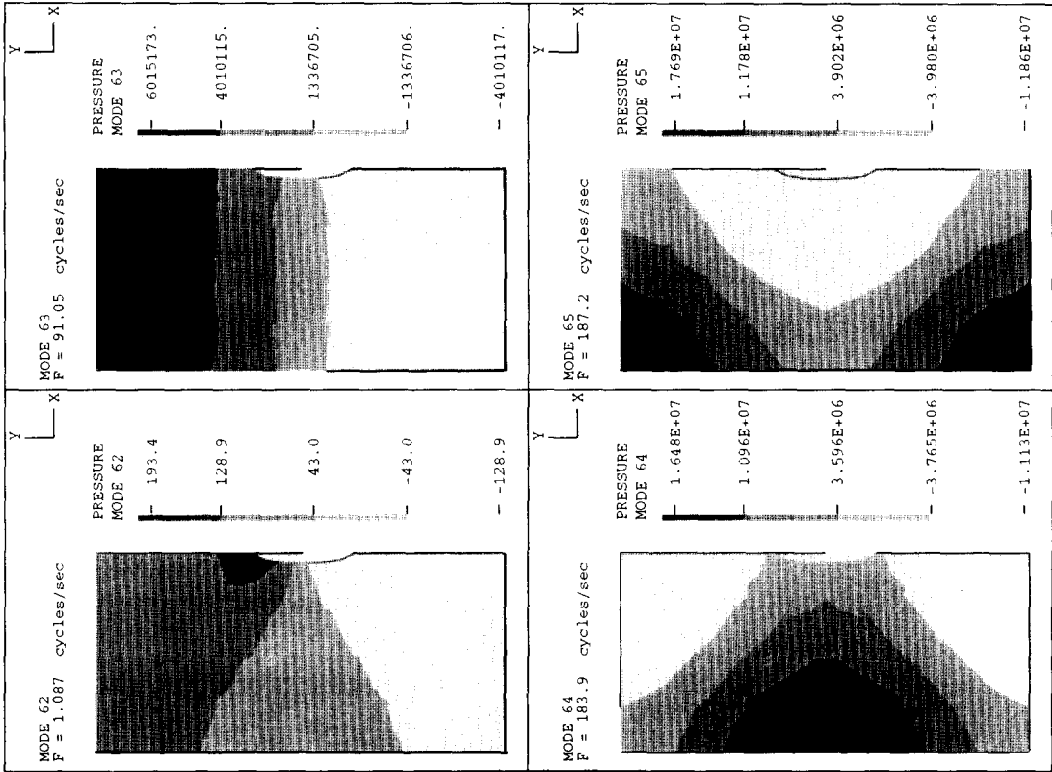 MODE 63
F = 91.05 cycles/sec
PRESSURE
MODE 63
6015173.
4010115.
1336705.
-1336706.
-4010117.
Y
X
MODE 65
F = 187.2 cycles/sec
PRESSURE
MODE 65
1.769E+07
1.178E+07
3.902E+06
-3.980E+06
-1.186E+07
Y
X
MODE 62
F = 1.087 cycles/sec
PRESSURE
MODE 62
193.4
128.9
43.0
-43.0
-128.9
Y
X
MODE 64
F = 183.9 cycles/sec
PRESSURE
MODE 64
1.648E+07
1.096E+07
3.596E+06
-3.765E+06
-1.113E+07
Y
X